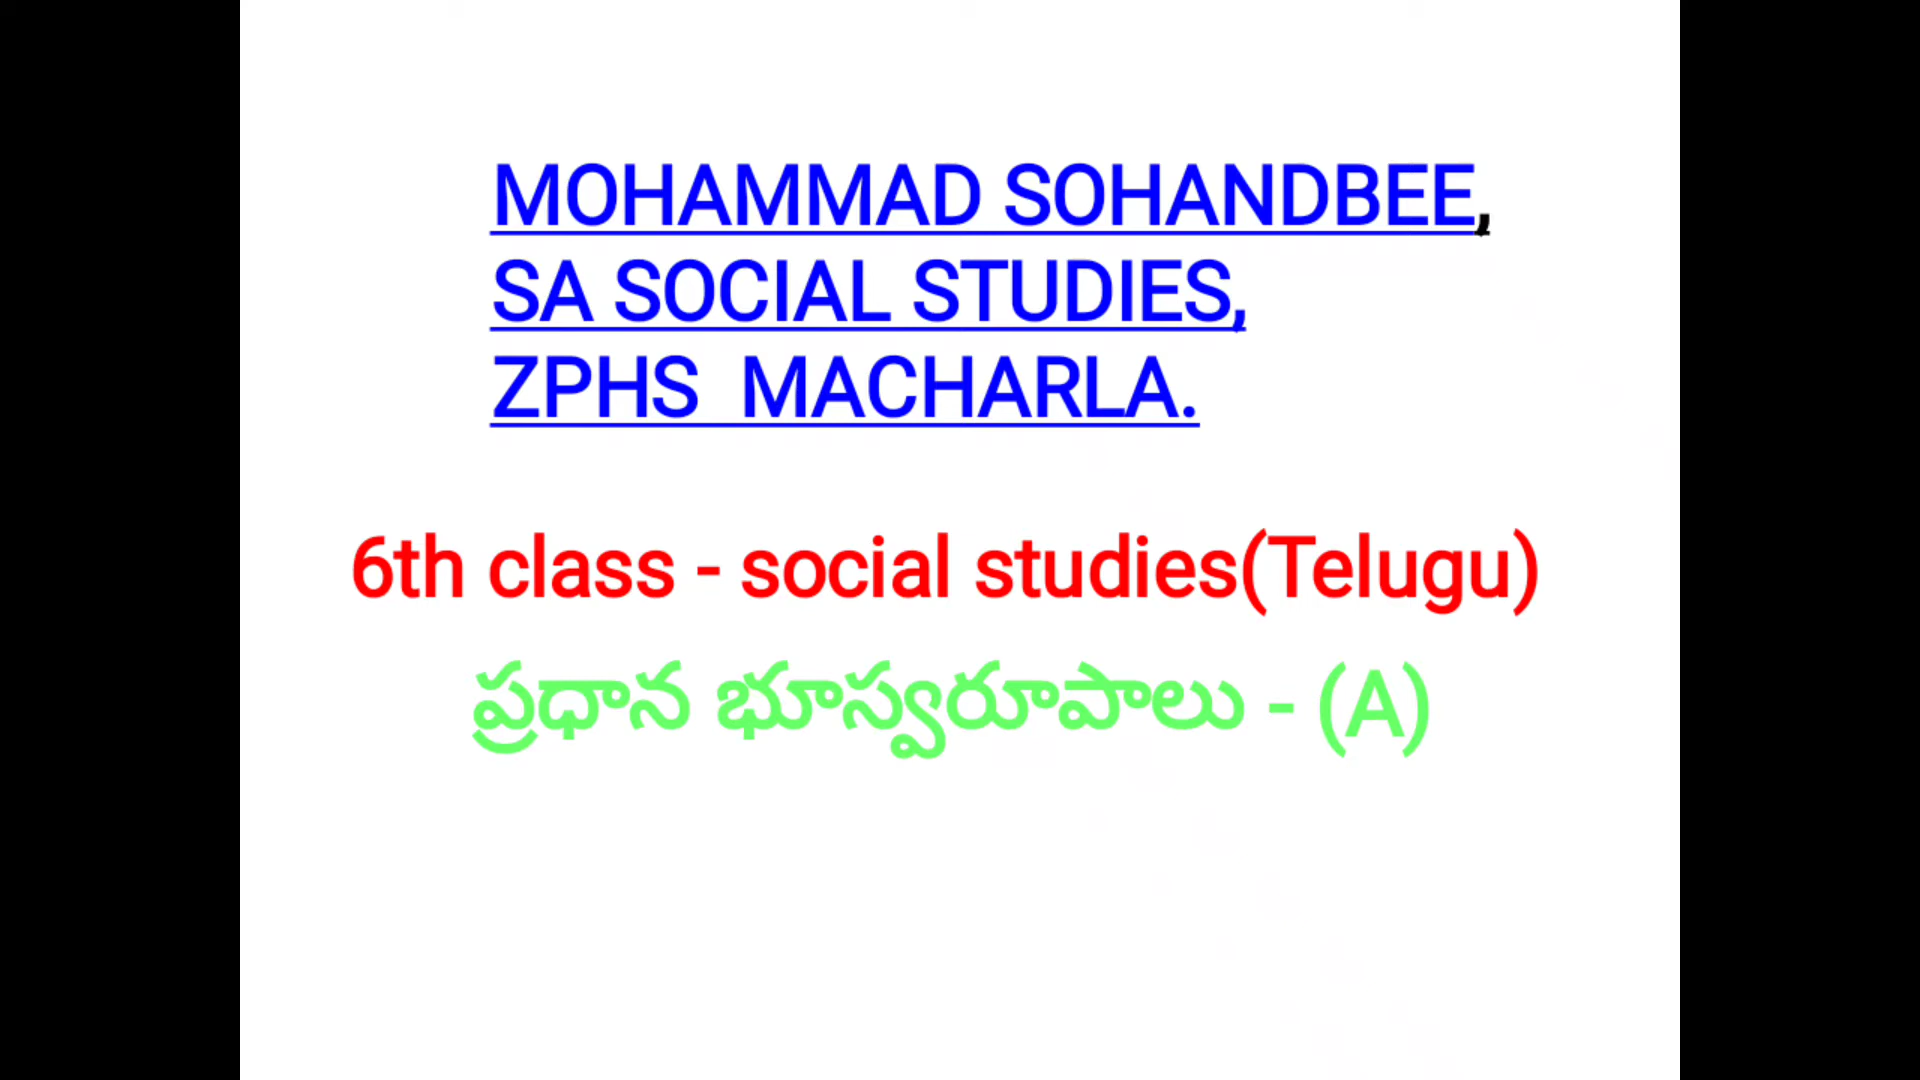 MOHAMMAD SOHANDBEE,
SA SOCIAL STUDIES,
ZPHS  MACHARLA.
6th class - social studies(Telugu)
ప్రధాన భూస్వరూపాలు - (A)